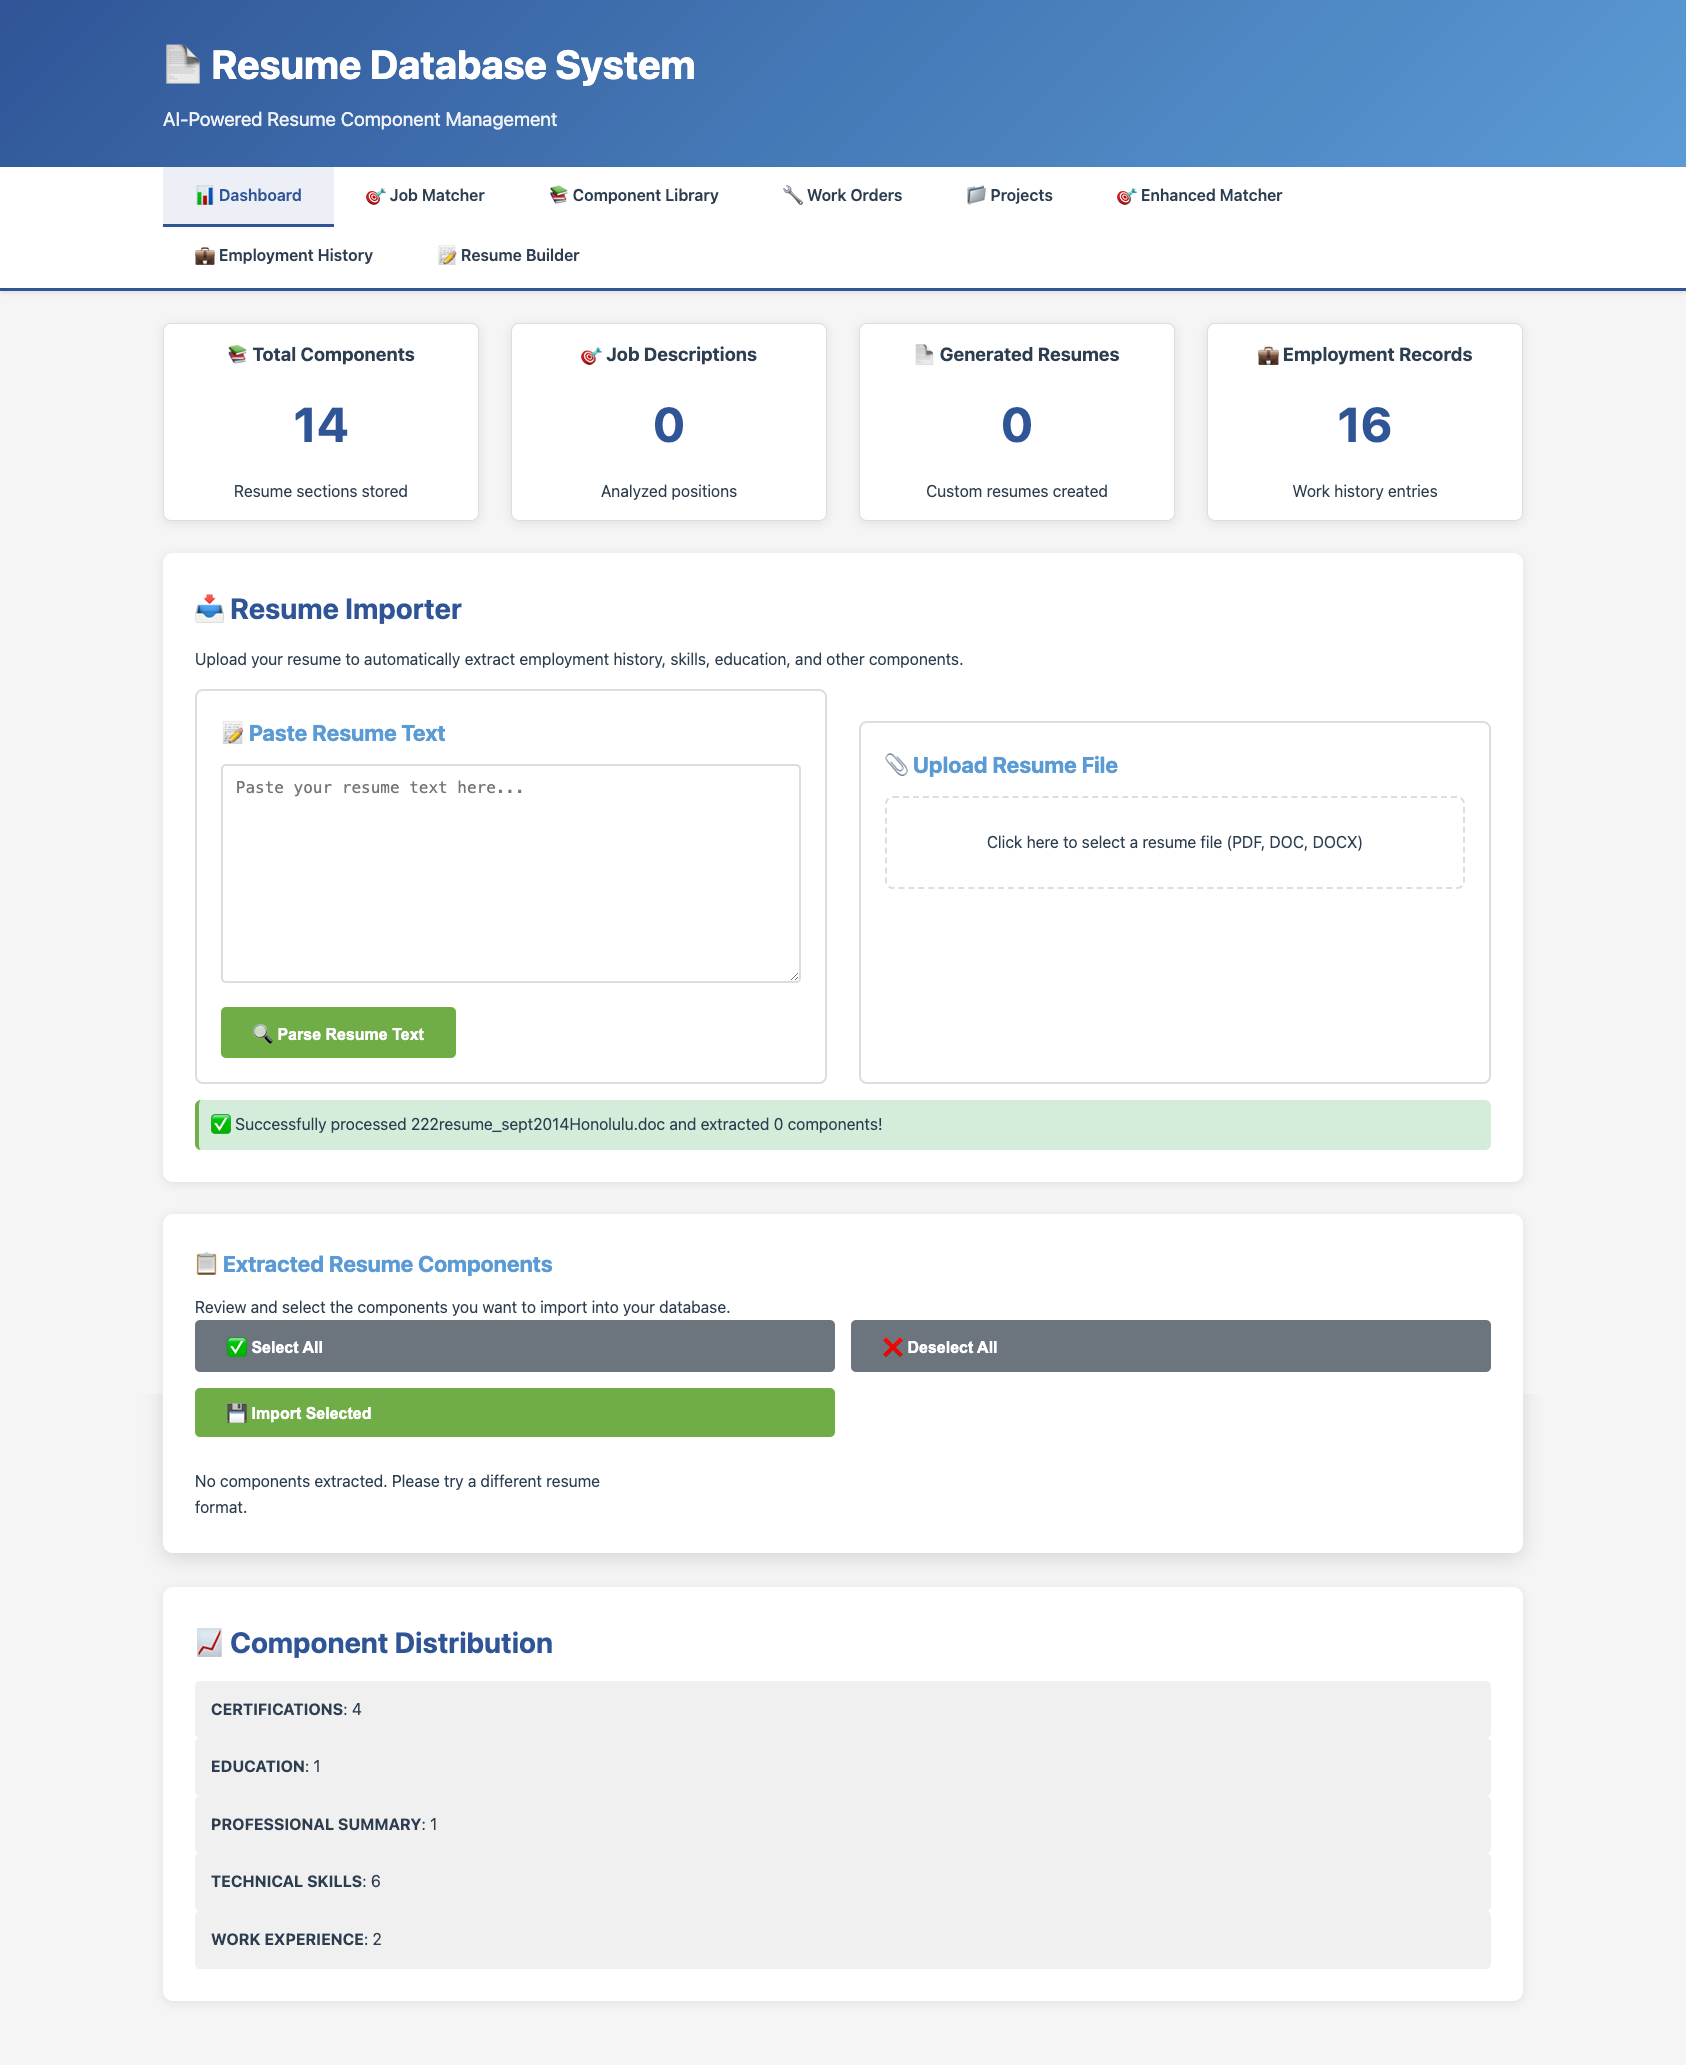 Resume Database System
AI-Powered Resume Component Management
Dashboard
Job Matcher
Component Library
Work Orders
Projects
Enhanced Matcher
Employment History
Resume Builder
Total Components
14
Resume sections stored
Job Descriptions
0
Analyzed positions
Generated Resumes
0
Custom resumes created
Employment Records
16
Work history entries
Resume Importer
Upload your resume to automatically extract employment history, skills, education, and other components.
Paste Resume Text
Paste your resume text here...
Parse Resume Text
Upload Resume File
Click here to select a resume file (PDF, DOC, DOCX)
Successfully processed 222resume_sept2014Honolulu.doc and extracted 0 components!
Extracted Resume Components
Review and select the components you want to import into your database.
Select All
Deselect All
Import Selected
No components extracted. Please try a different resume
format.
Component Distribution
CERTIFICATIONS: 4
EDUCATION: 1
PROFESSIONAL SUMMARY: 1
TECHNICAL SKILLS: 6
WORK EXPERIENCE: 2